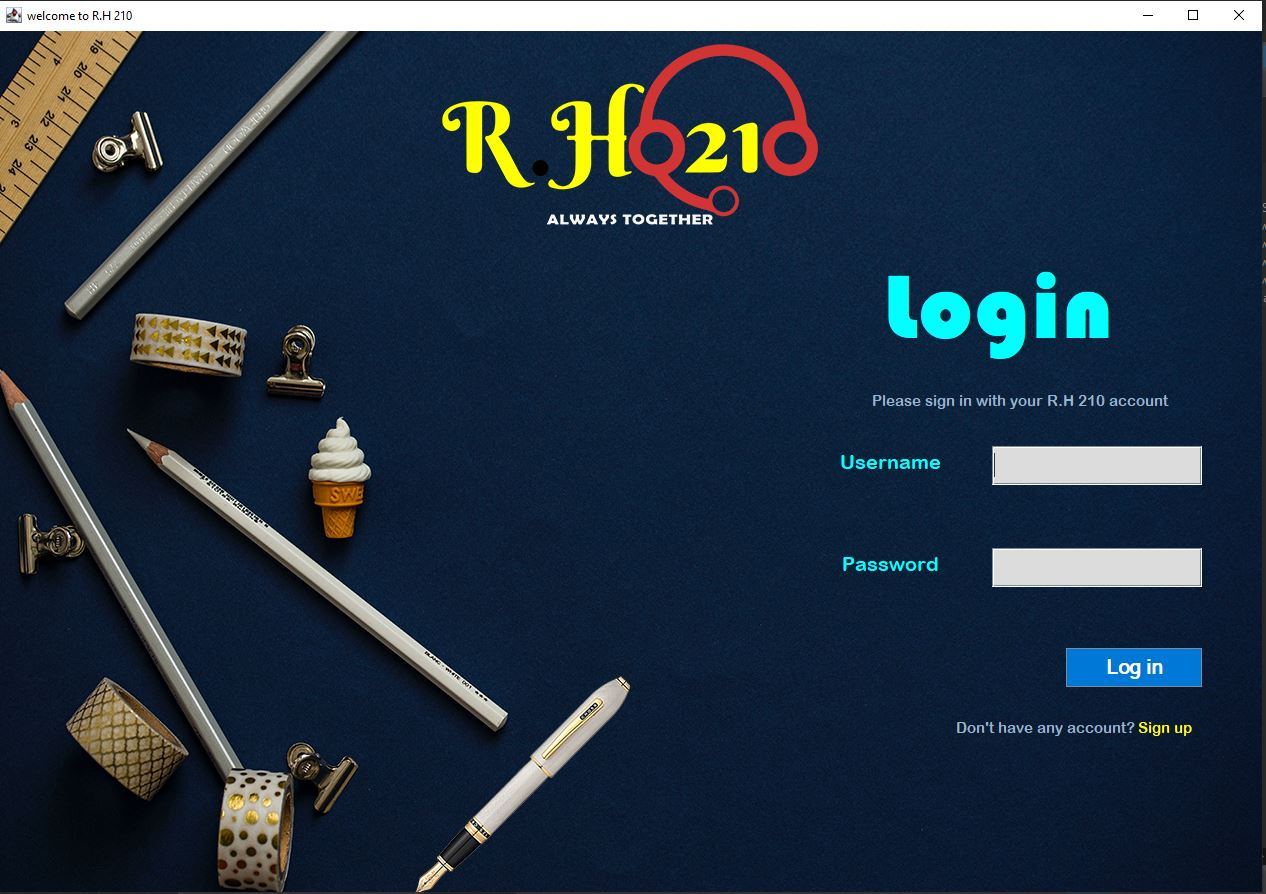 welcome to R.H 210
R.H 210
ALWAYS TOGETHER
Login
Please sign in with your R.H 210 account
Username
Password
Log in
Don't have any account? Sign up
SWE